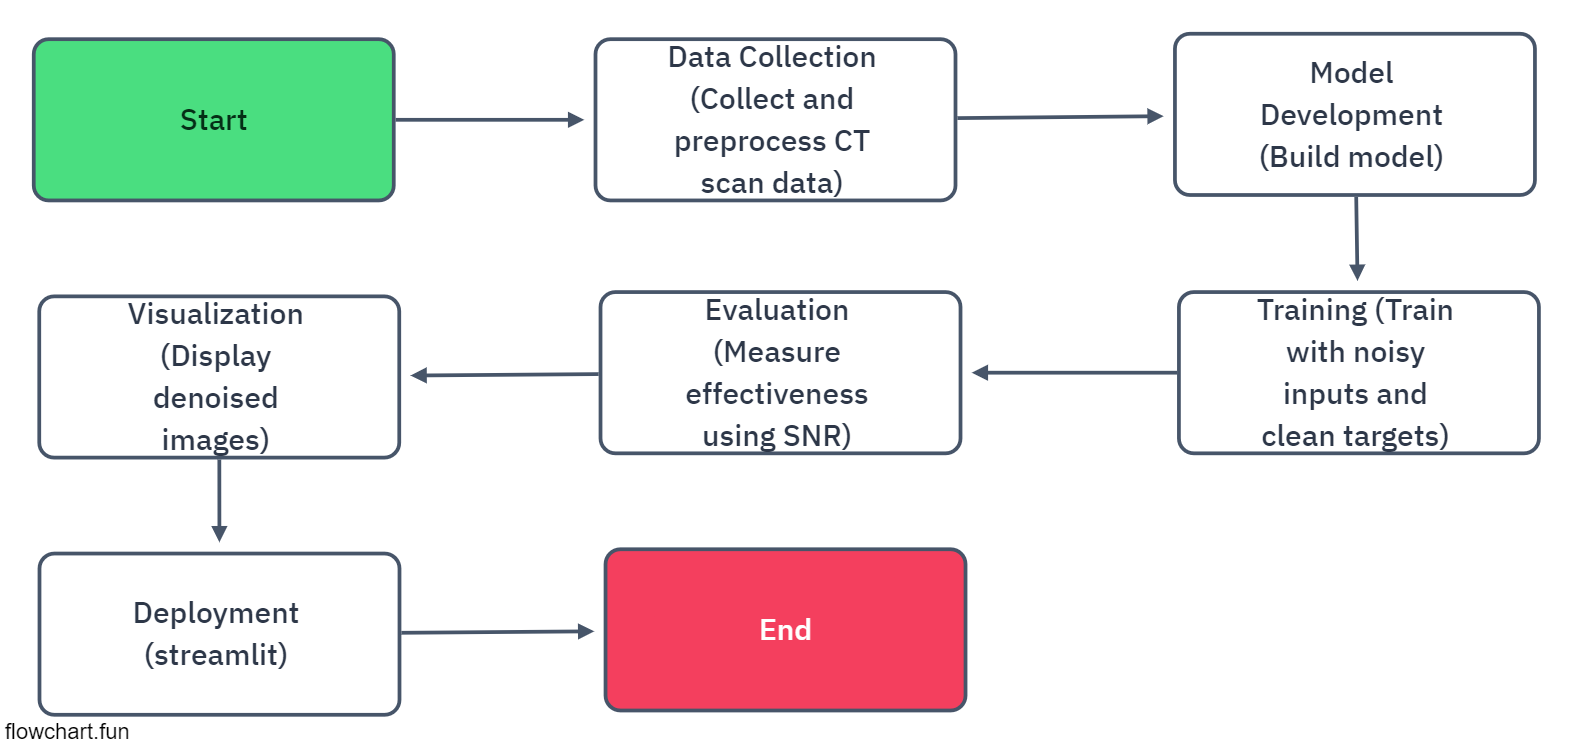 Start
Data Collection
(Collect and
preprocess CT
scan data)
Model
Development
(Build model)
Training (Train
with noisy
inputs and
clean targets)
Evaluation
(Measure
effectiveness
using SNR)
Visualization
(Display
denoised
images)
Deployment
(streamlit)
End
flowchart.fun